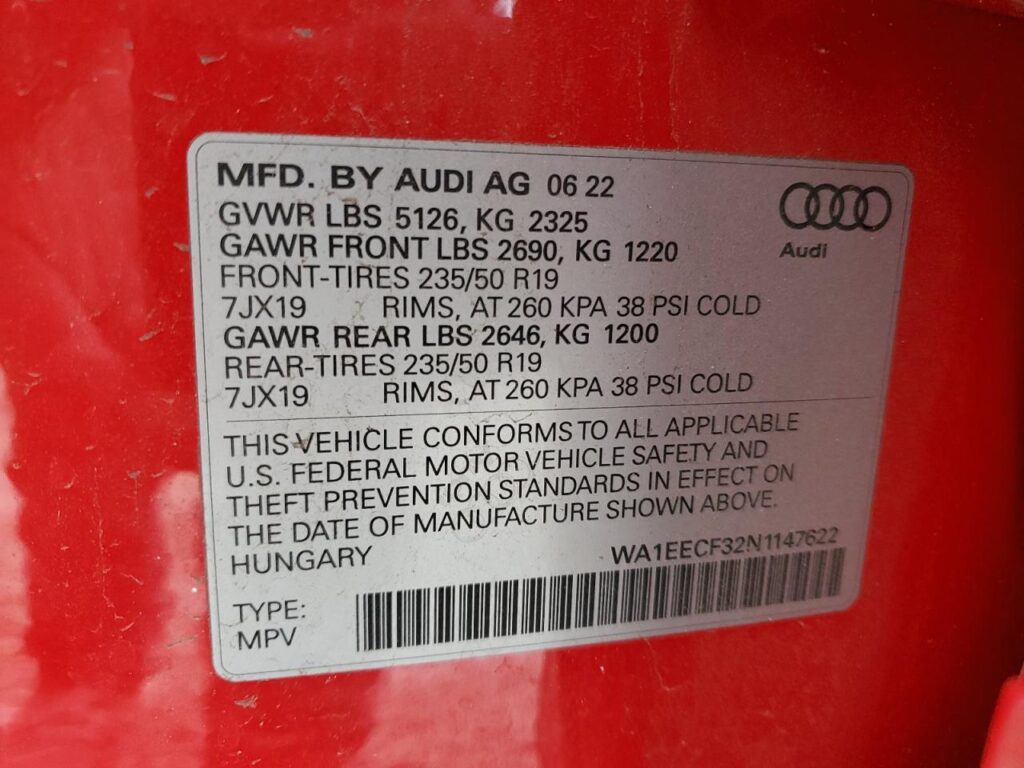 MFD. BY AUDI AG 06 22
GVWR LBS 5126, KG 2325
GAWR FRONT LBS 2690, KG 1220
Audi
FRONT-TIRES 235/50 R19
7JX19 RIMS, AT 260 KPA 38 PSI COLD
GAWR REAR LBS 2646, KG 1200
REAR-TIRES 235/50 R19
7JX19 RIMS, AT 260 KPA 38 PSI COLD
THIS VEHICLE CONFORMS TO ALL APPLICABLE
U.S. FEDERAL MOTOR VEHICLE SAFETY AND
THEFT PREVENTION STANDARDS IN EFFECT ON
THE DATE OF MANUFACTURE SHOWN ABOVE.
HUNGARY WA1EECF32N1147622
TYPE:
MPV